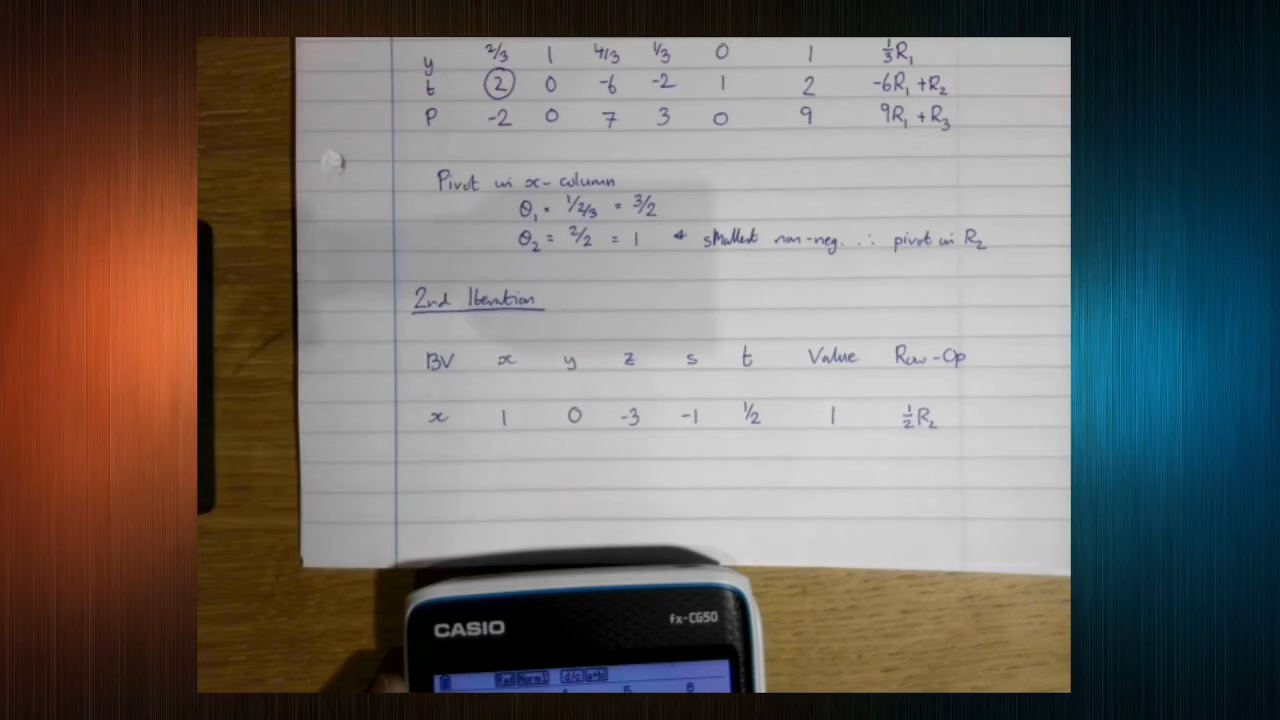 y 2/3 1 4/3 1/3 0 1 1/3R₁
t 2 0 -6 -2 1 2 -6R₁ +R₂
P -2 0 7 3 0 9 9R₁ + R₃
Pivot in x-column
θ₁ = 1/2/3 = 3/2
θ₂ = 2/2 = 1 ← smallest non-neg. ∴ pivot in R₂
2nd Iteration
BV x y z s t Value Row-Op
x 1 0 -3 -1 1/2 1 1/2R₂
CASIO fx-CG50
Rad Norm1 d/c a+bi